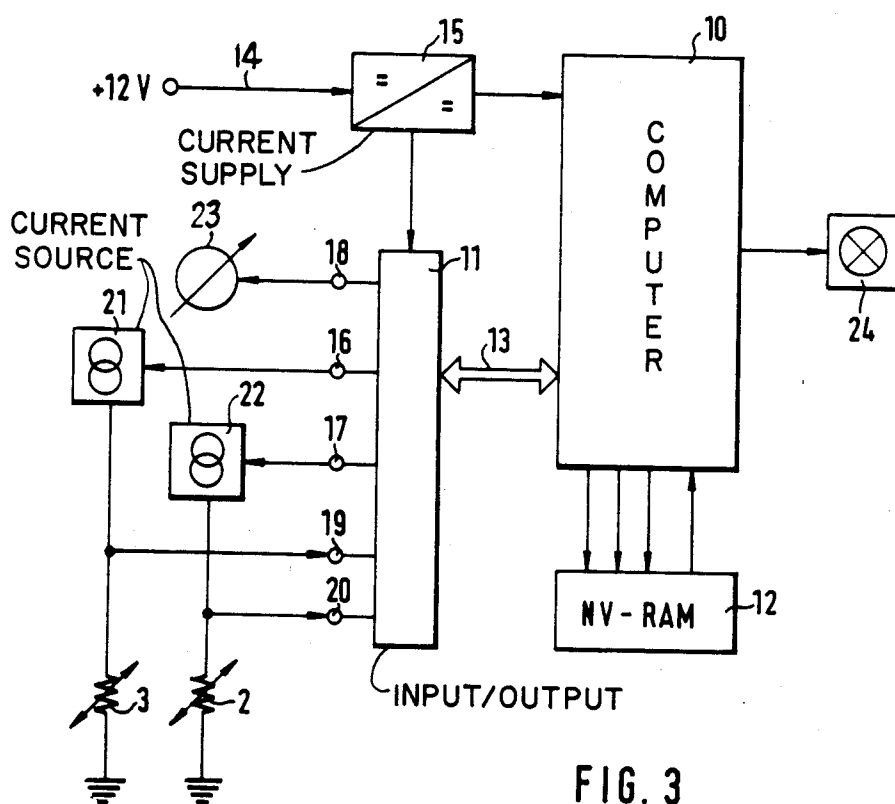 15
10
14
+12 V
=
=
CURRENT
SUPPLY
COMPUTER
CURRENT
SOURCE
23
18
11
24
21
16
13
22
17
19
20
NV-RAM
12
3
2
INPUT/OUTPUT
FIG. 3